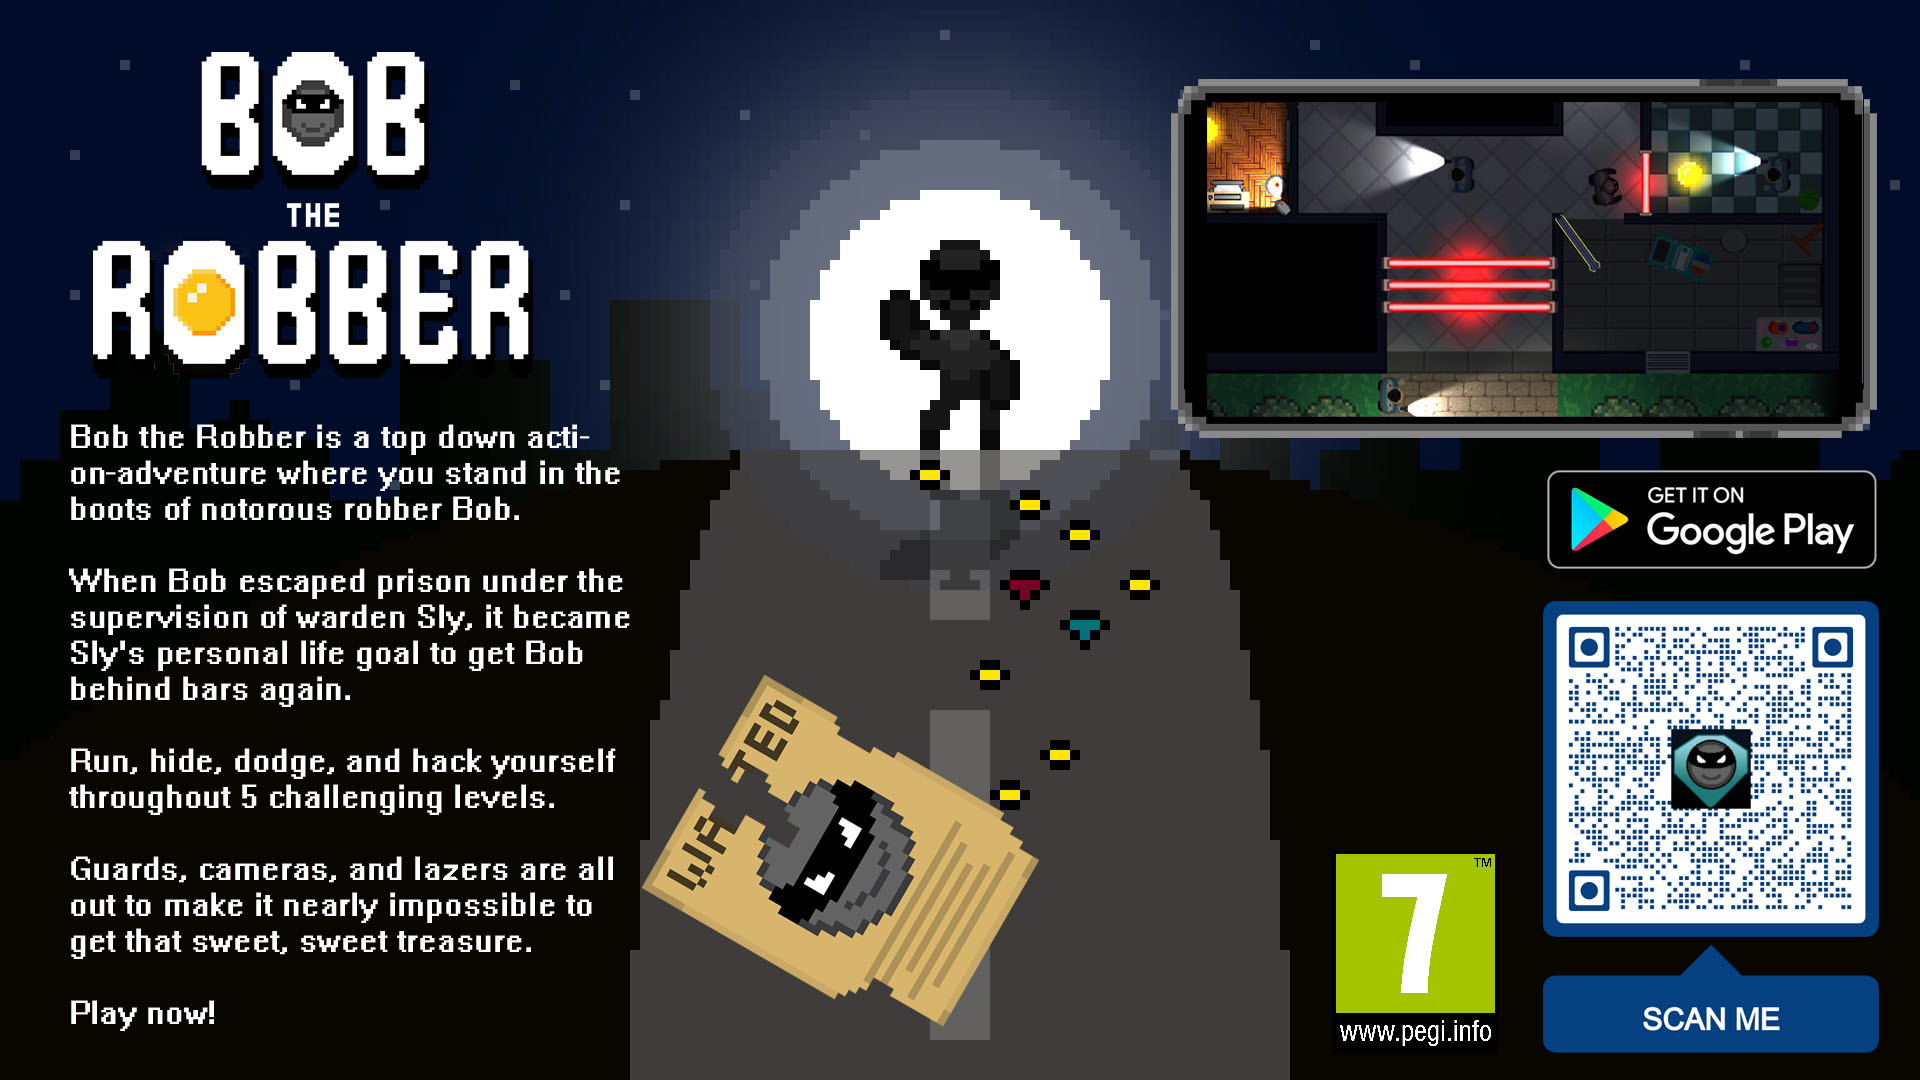 BOB
THE
ROBBER
Bob the Robber is a top down acti-
on-adventure where you stand in the
boots of notorous robber Bob.
When Bob escaped prison under the
supervision of warden Sly, it became
Sly's personal life goal to get Bob
behind bars again.
Run, hide, dodge, and hack yourself
throughout 5 challenging levels.
Guards, cameras, and lazers are all
out to make it nearly impossible to
get that sweet, sweet treasure.
Play now!
GET IT ON
Google Play
7
TM
www.pegi.info
SCAN ME